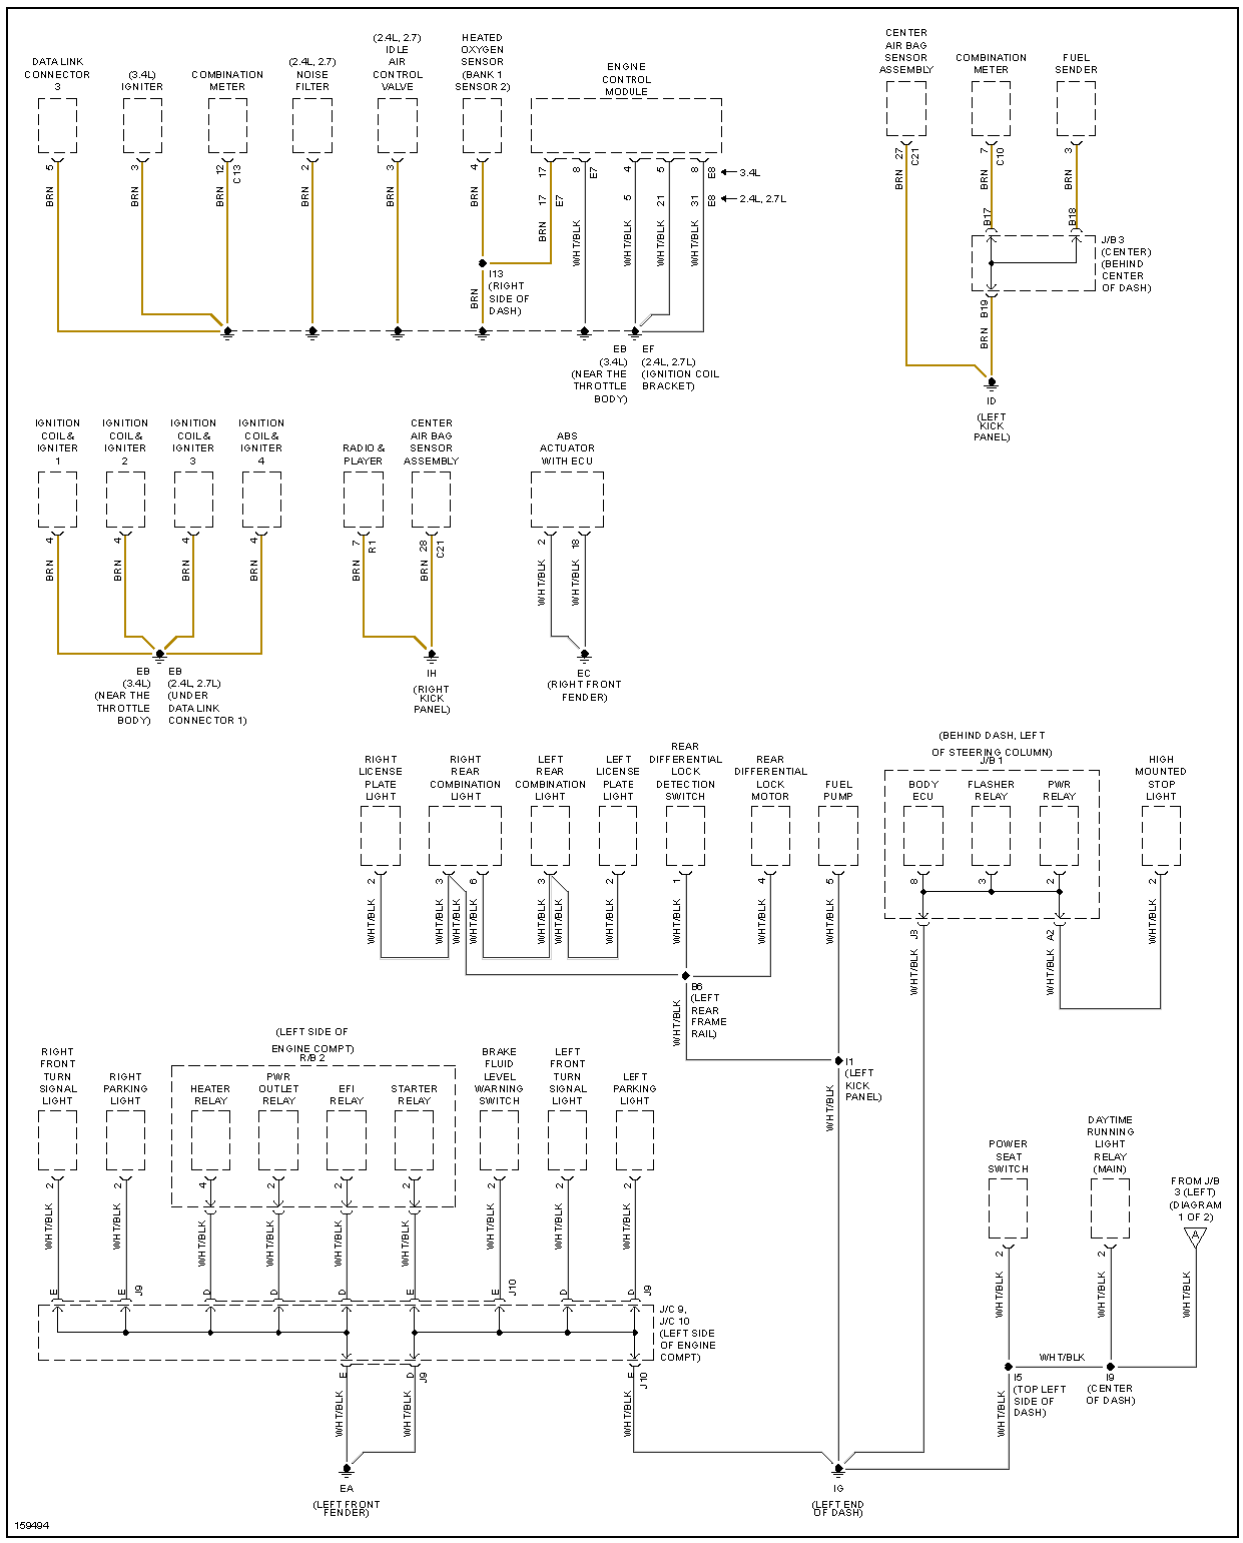 DATA LINK
CONNECTOR
3
(3.4L)
IGNITER
COMBINATION
METER
(2.4L, 2.7)
NOISE
FILTER
(2.4L, 2.7)
IDLE
AIR
CONTROL
VALVE
HEATED
OXYGEN
SENSOR
(BANK 1
SENSOR 2)
ENGINE
CONTROL
MODULE
CENTER
AIR BAG
SENSOR
ASSEMBLY
COMBINATION
METER
FUEL
SENDER
5
BRN
3
BRN
12
C13
BRN
2
BRN
3
BRN
4
BRN
17
17
E7
BRN
8
E7
WHT/BLK
4
5
WHT/BLK
5
21
WHT/BLK
8
E8
31
E8
WHT/BLK
3.4L
2.4L, 2.7L
27
C21
BRN
7
C10
BRN
3
BRN
B17
B18
J/B 3
(CENTER)
(BEHIND
CENTER
OF DASH)
B19
BRN
I13
(RIGHT
SIDE OF
DASH)
BRN
EB
(3.4L)
(NEAR THE
THROTTLE
BODY)
EF
(2.4L, 2.7L)
(IGNITION COIL
BRACKET)
ID
(LEFT
KICK
PANEL)
IGNITION
COIL &
IGNITER
1
IGNITION
COIL &
IGNITER
2
IGNITION
COIL &
IGNITER
3
IGNITION
COIL &
IGNITER
4
RADIO &
PLAYER
CENTER
AIR BAG
SENSOR
ASSEMBLY
ABS
ACTUATOR
WITH ECU
4
BRN
4
BRN
4
BRN
4
BRN
7
R1
BRN
28
C21
BRN
2
WHT/BLK
18
WHT/BLK
EB
(3.4L)
(NEAR THE
THROTTLE
BODY)
EB
(2.4L, 2.7L)
(UNDER
DATA LINK
CONNECTOR 1)
IH
(RIGHT
KICK
PANEL)
EC
(RIGHT FRONT
FENDER)
RIGHT
LICENSE
PLATE
LIGHT
RIGHT
REAR
COMBINATION
LIGHT
LEFT
REAR
COMBINATION
LIGHT
LEFT
LICENSE
PLATE
LIGHT
REAR
DIFFERENTIAL
LOCK
DETECTION
SWITCH
REAR
DIFFERENTIAL
LOCK
MOTOR
FUEL
PUMP
(BEHIND DASH, LEFT
OF STEERING COLUMN)
J/B 1
BODY
ECU
FLASHER
RELAY
PWR
RELAY
HIGH
MOUNTED
STOP
LIGHT
2
WHT/BLK
3
WHT/BLK
WHT/BLK
6
WHT/BLK
3
WHT/BLK
WHT/BLK
2
WHT/BLK
1
WHT/BLK
4
WHT/BLK
5
WHT/BLK
8
3
2
J3
WHT/BLK
A2
WHT/BLK
2
WHT/BLK
B6
(LEFT
REAR
FRAME
RAIL)
WHT/BLK
I1
(LEFT
KICK
PANEL)
WHT/BLK
RIGHT
FRONT
TURN
SIGNAL
LIGHT
RIGHT
PARKING
LIGHT
(LEFT SIDE OF
ENGINE COMPT)
R/B 2
HEATER
RELAY
PWR
OUTLET
RELAY
EFI
RELAY
STARTER
RELAY
BRAKE
FLUID
LEVEL
WARNING
SWITCH
LEFT
FRONT
TURN
SIGNAL
LIGHT
LEFT
PARKING
LIGHT
POWER
SEAT
SWITCH
DAYTIME
RUNNING
LIGHT
RELAY
(MAIN)
FROM J/B
3 (LEFT)
(DIAGRAM
1 OF 2)
A
2
WHT/BLK
E
2
WHT/BLK
E
J9
4
WHT/BLK
D
2
WHT/BLK
D
2
WHT/BLK
D
2
WHT/BLK
D
2
WHT/BLK
E
J10
2
WHT/BLK
D
2
WHT/BLK
D
J9
2
WHT/BLK
2
WHT/BLK
WHT/BLK
J/C 9,
J/C 10
(LEFT SIDE
OF ENGINE
COMPT)
E
WHT/BLK
D
J9
WHT/BLK
E
J10
WHT/BLK
WHT/BLK
I5
(TOP LEFT
SIDE OF
DASH)
WHT/BLK
I9
(CENTER
OF DASH)
EA
(LEFT FRONT
FENDER)
IG
(LEFT END
OF DASH)
159494